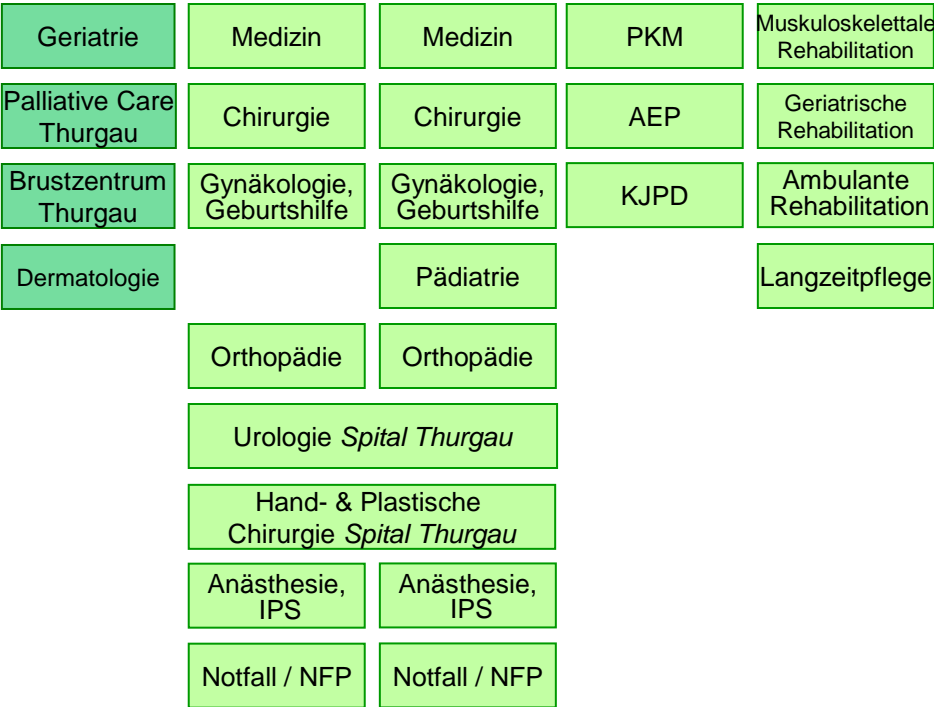 Geriatrie
Medizin
Medizin
PKM
Muskuloskelettale
Rehabilitation
Palliative Care
Thurgau
Chirurgie
Chirurgie
AEP
Geriatrische
Rehabilitation
Brustzentrum
Thurgau
Gynäkologie,
Geburtshilfe
Gynäkologie,
Geburtshilfe
KJPD
Ambulante
Rehabilitation
Dermatologie
Pädiatrie
Langzeitpflege
Orthopädie
Orthopädie
Urologie Spital Thurgau
Hand- & Plastische
Chirurgie Spital Thurgau
Anästhesie,
IPS
Anästhesie,
IPS
Notfall / NFP
Notfall / NFP